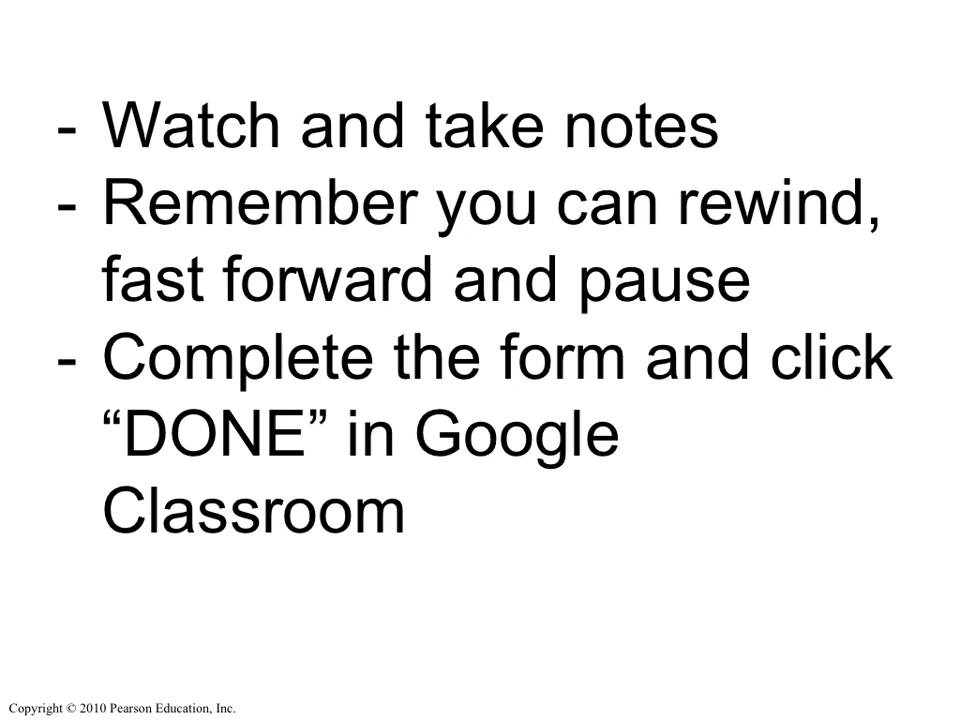 - Watch and take notes
- Remember you can rewind,
fast forward and pause
- Complete the form and click
“DONE” in Google
Classroom
Copyright © 2010 Pearson Education, Inc.